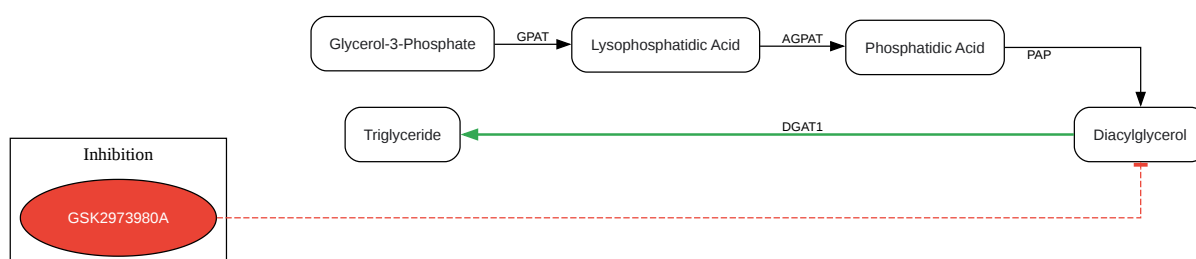 Glycerol-3-Phosphate
GPAT
Lysophosphatidic Acid
AGPAT
Phosphatidic Acid
PAP
Triglyceride
DGAT1
Diacylglycerol
Inhibition
GSK2973980A